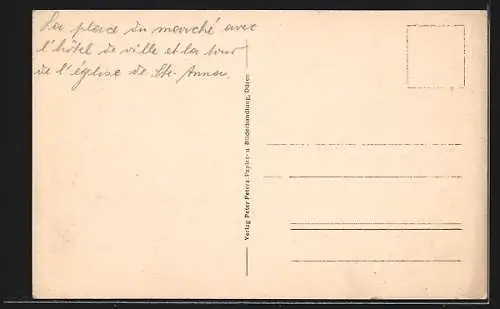 La place du marché avec
l'hôtel de ville et la tour
de l'église de Ste. Anna.
Verlag Peter Peters, Papier- u. Bilderhandlung, Düren